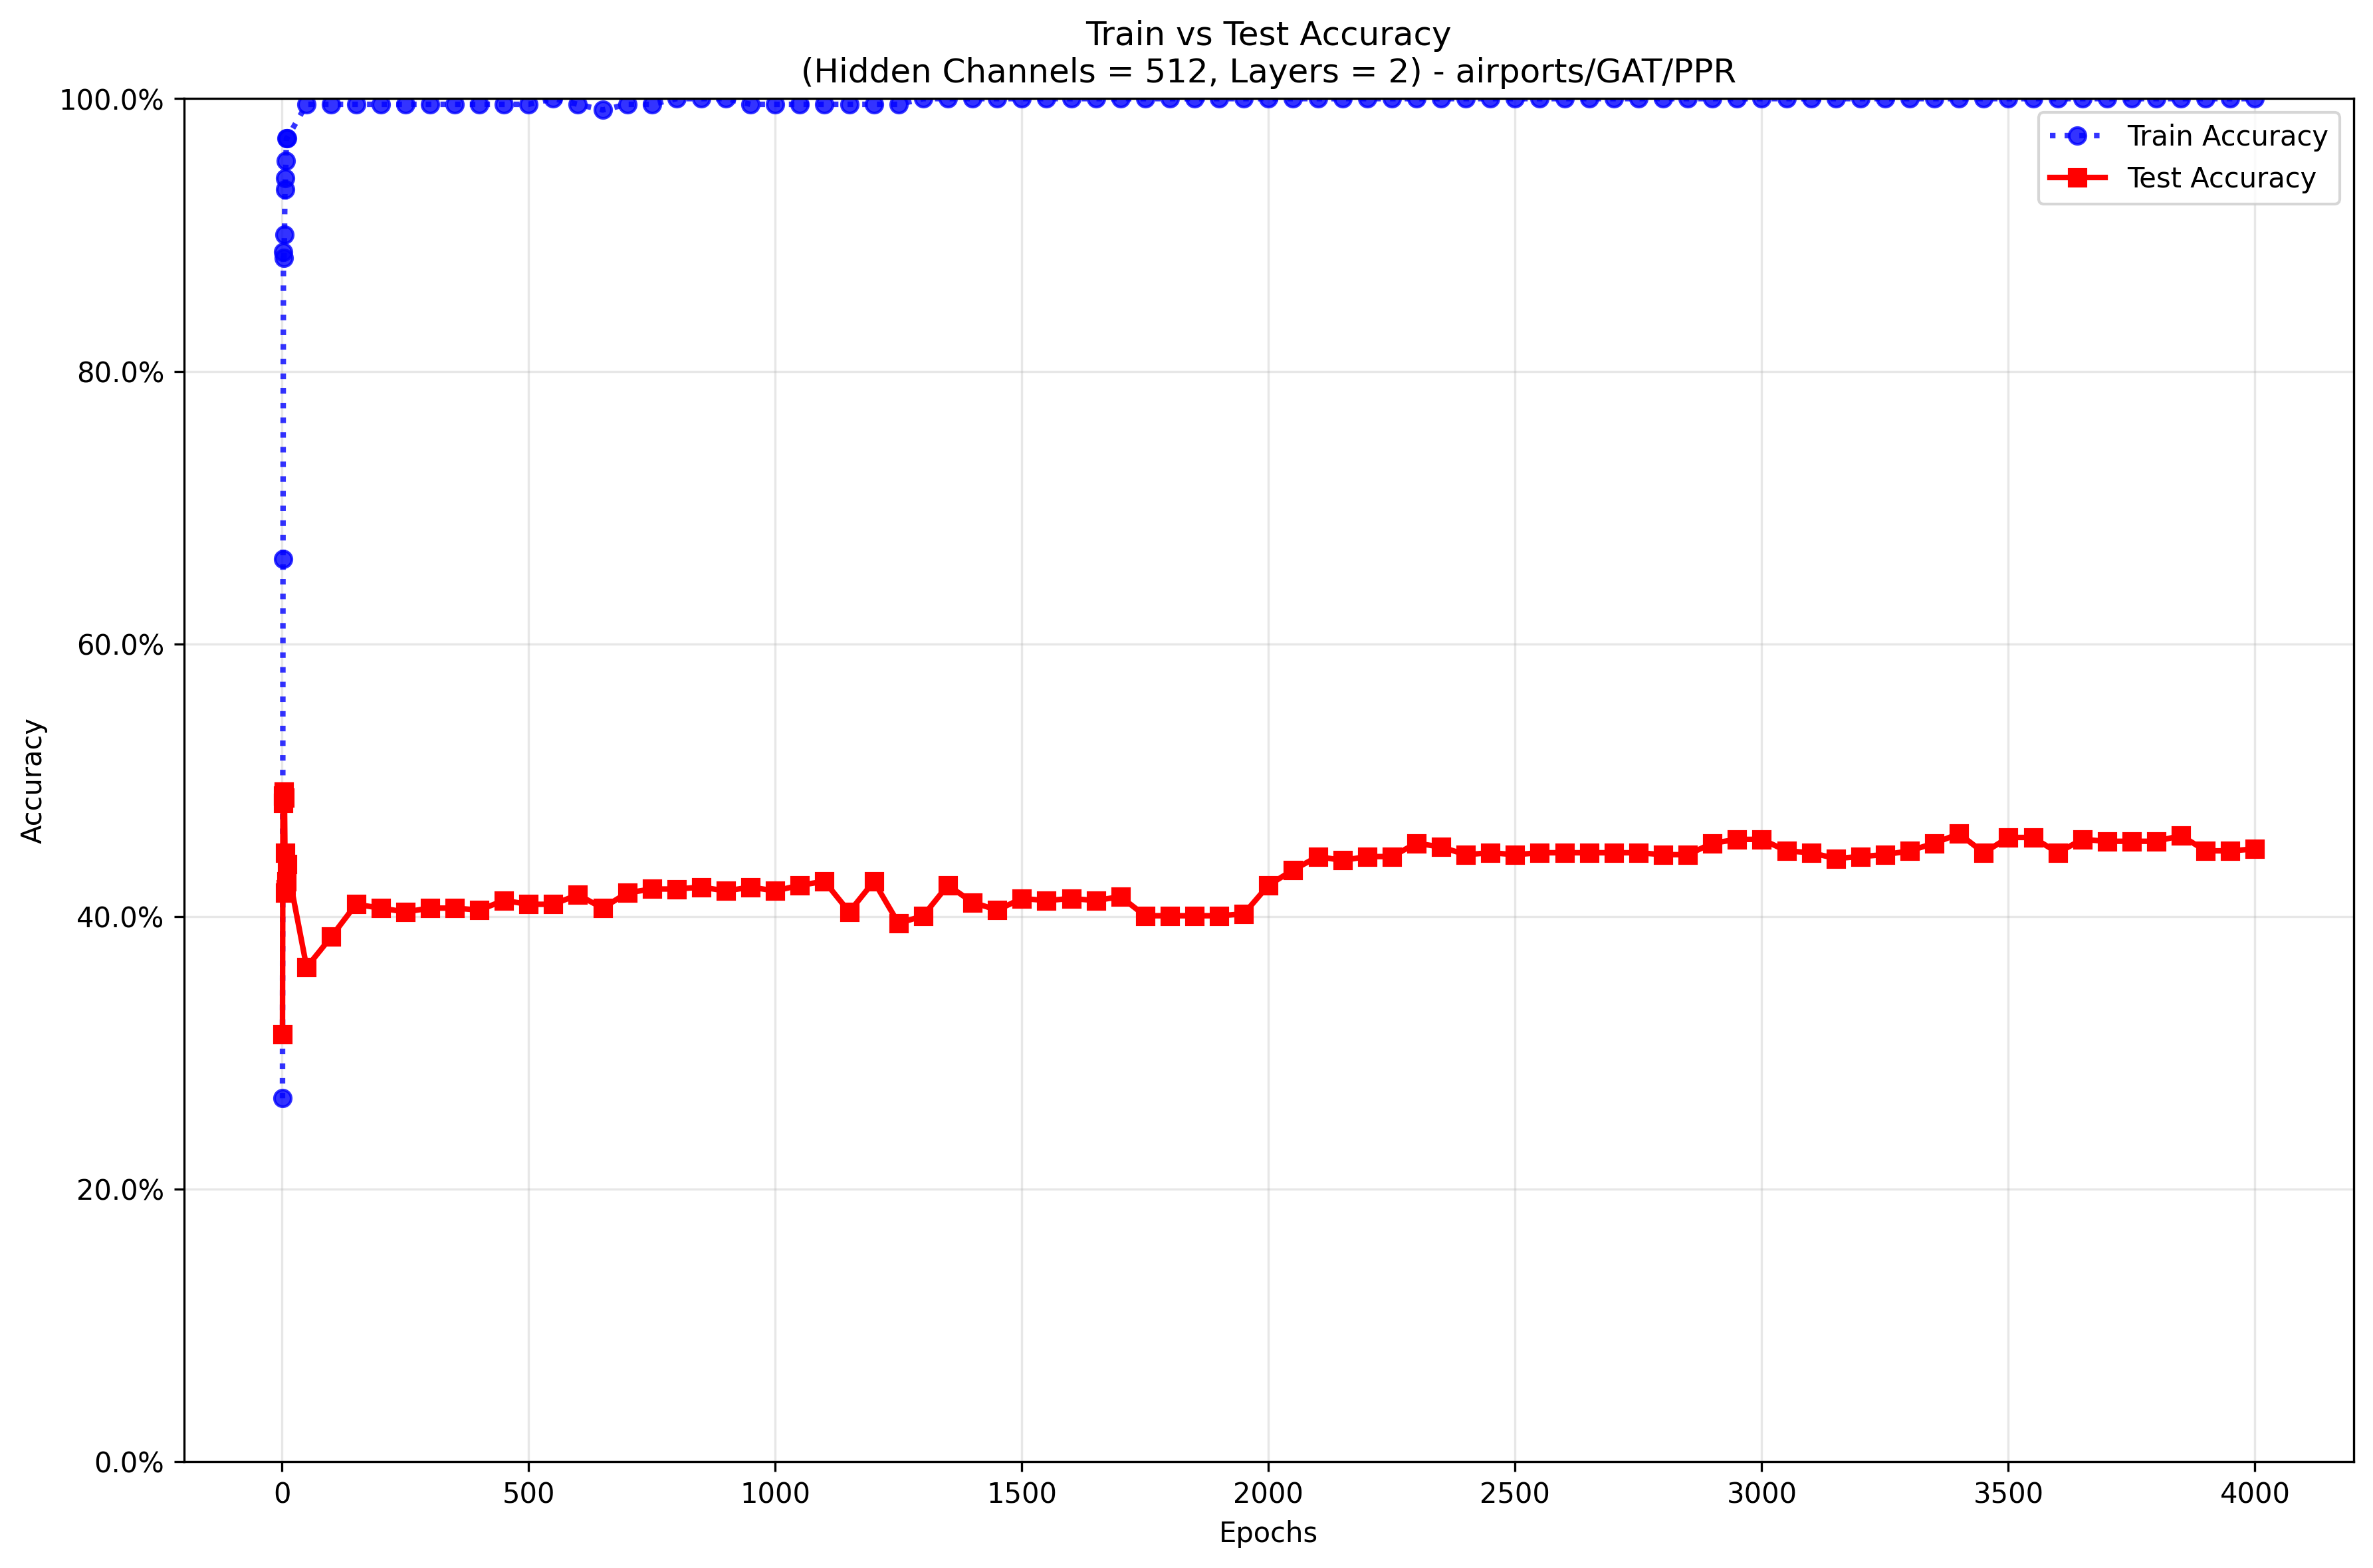 Train vs Test Accuracy
(Hidden Channels = 512, Layers = 2) - airports/GAT/PPR
100.0%
80.0%
60.0%
40.0%
20.0%
0.0%
Accuracy
Train Accuracy
Test Accuracy
0
500
1000
1500
2000
2500
3000
3500
4000
Epochs